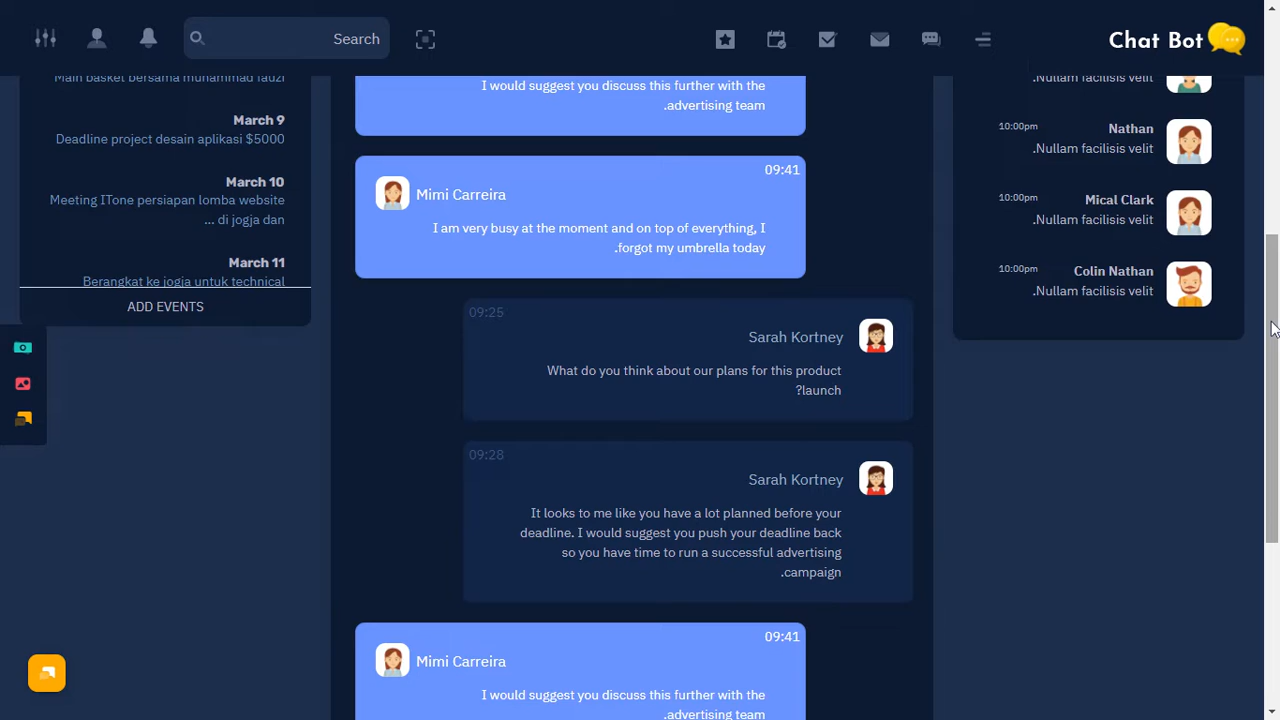 Search
Chat Bot
Main basket bersama muhammad fauzi
March 9
Deadline project desain aplikasi $5000
March 10
Meeting ITone persiapan lomba website
... di jogja dan
March 11
Berangkat ke jogja untuk technical
ADD EVENTS
I would suggest you discuss this further with the
.advertising team
09:41
Mimi Carreira
I am very busy at the moment and on top of everything, I
.forgot my umbrella today
09:25
Sarah Kortney
What do you think about our plans for this product
?launch
09:28
Sarah Kortney
It looks to me like you have a lot planned before your
deadline. I would suggest you push your deadline back
so you have time to run a successful advertising
.campaign
09:41
Mimi Carreira
I would suggest you discuss this further with the
.advertising team
.Nullam facilisis velit
10:00pm
Nathan
.Nullam facilisis velit
10:00pm
Mical Clark
.Nullam facilisis velit
10:00pm
Colin Nathan
.Nullam facilisis velit